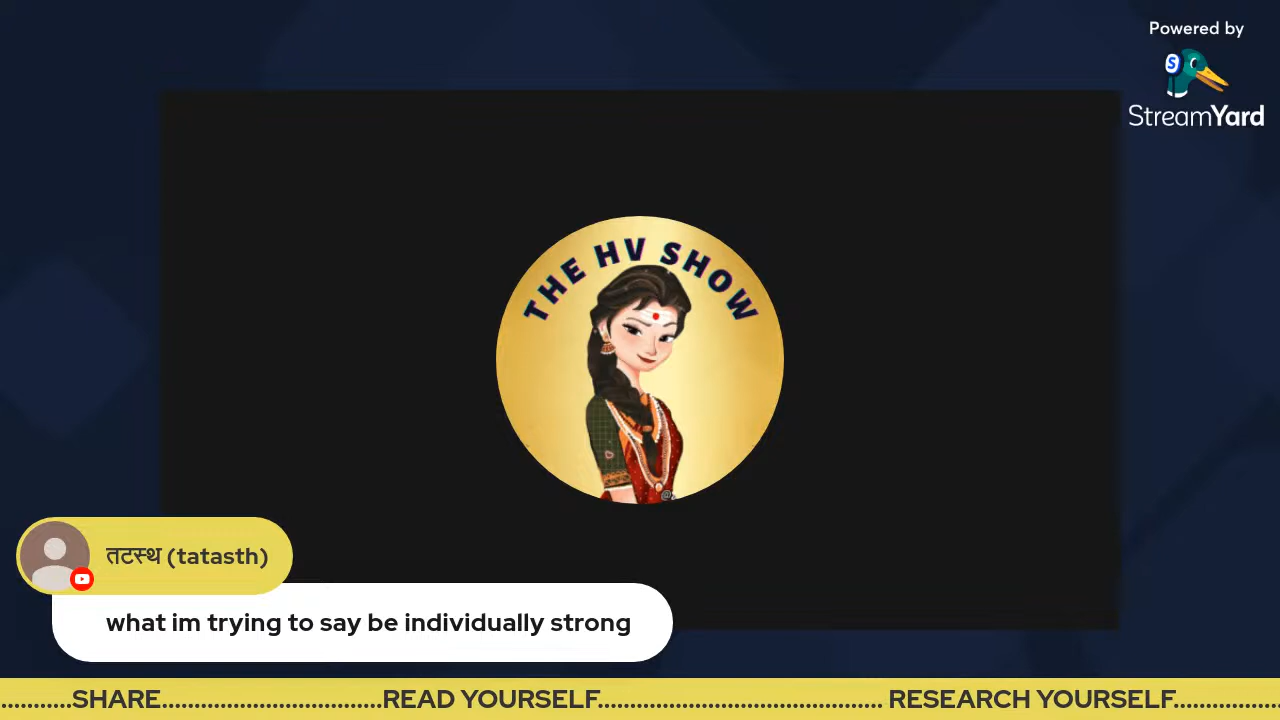 Powered by
StreamYard
THE HV SHOW
तटस्थ (tatasth)
what im trying to say be individually strong
...........SHARE..................................READ YOURSELF............................................ RESEARCH YOURSELF................